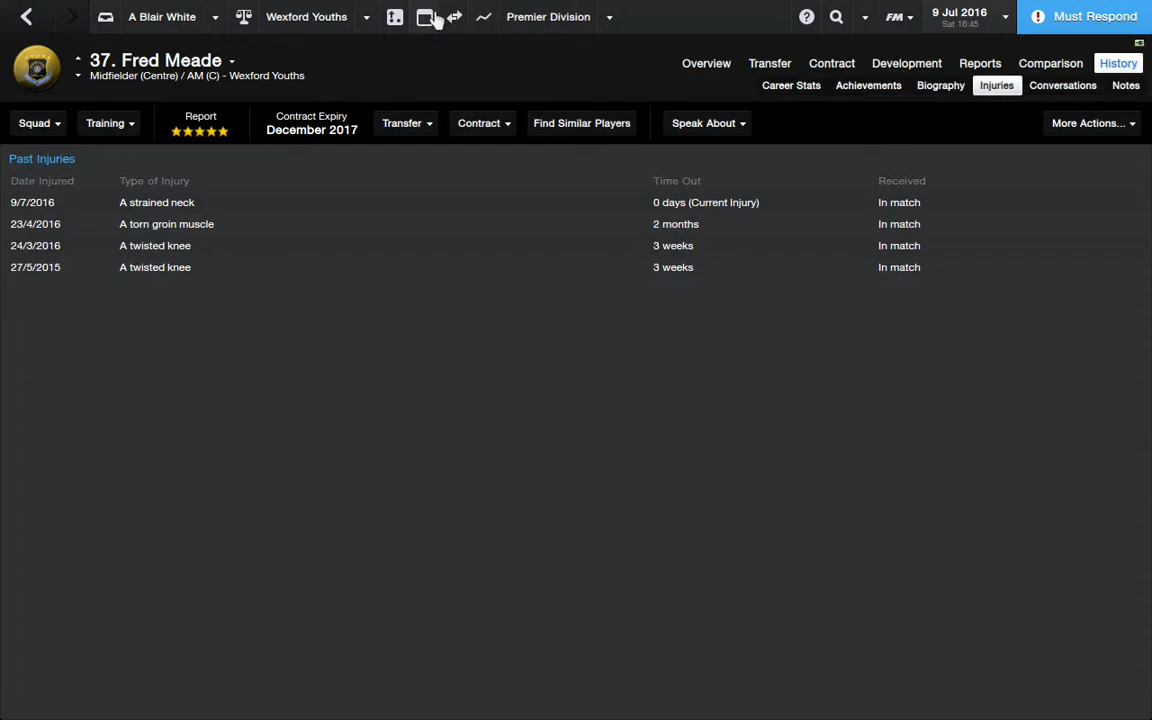 A Blair White
Wexford Youths
Premier Division
FM
9 Jul 2016
Sat 16:45
Must Respond
37. Fred Meade
Midfielder (Centre) / AM (C) - Wexford Youths
Overview Transfer Contract Development Reports Comparison History
Career Stats Achievements Biography Injuries Conversations Notes
Squad
Training
Report
Contract Expiry
December 2017
Transfer
Contract
Find Similar Players
Speak About
More Actions...
Past Injuries
Date Injured Type of Injury Time Out Received
9/7/2016 A strained neck 0 days (Current Injury) In match
23/4/2016 A torn groin muscle 2 months In match
24/3/2016 A twisted knee 3 weeks In match
27/5/2015 A twisted knee 3 weeks In match